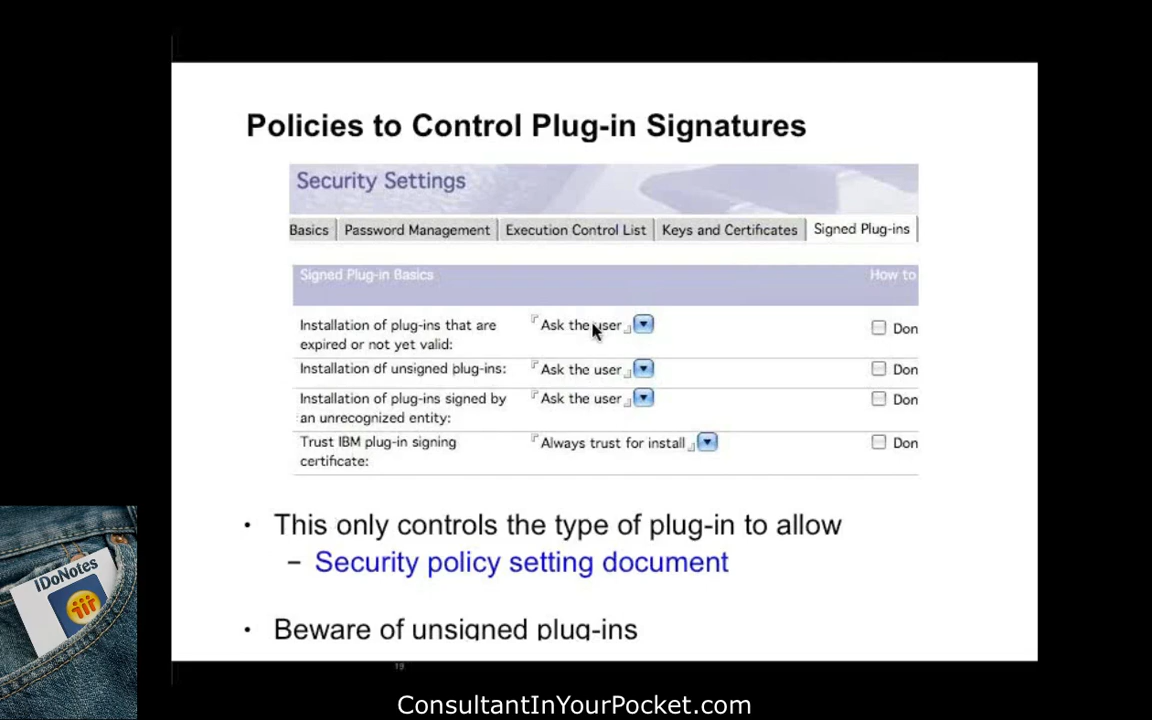 Policies to Control Plug-in Signatures
Security Settings
Basics Password Management Execution Control List Keys and Certificates Signed Plug-ins
Signed Plug-in Basics How to
Installation of plug-ins that are Ask the user Don
expired or not yet valid:
Installation of unsigned plug-ins: Ask the user Don
Installation of plug-ins signed by Ask the user Don
an unrecognized entity:
Trust IBM plug-in signing Always trust for install Don
certificate:
• This only controls the type of plug-in to allow
– Security policy setting document
• Beware of unsigned plug-ins
19
IDoNotes
ConsultantInYourPocket.com